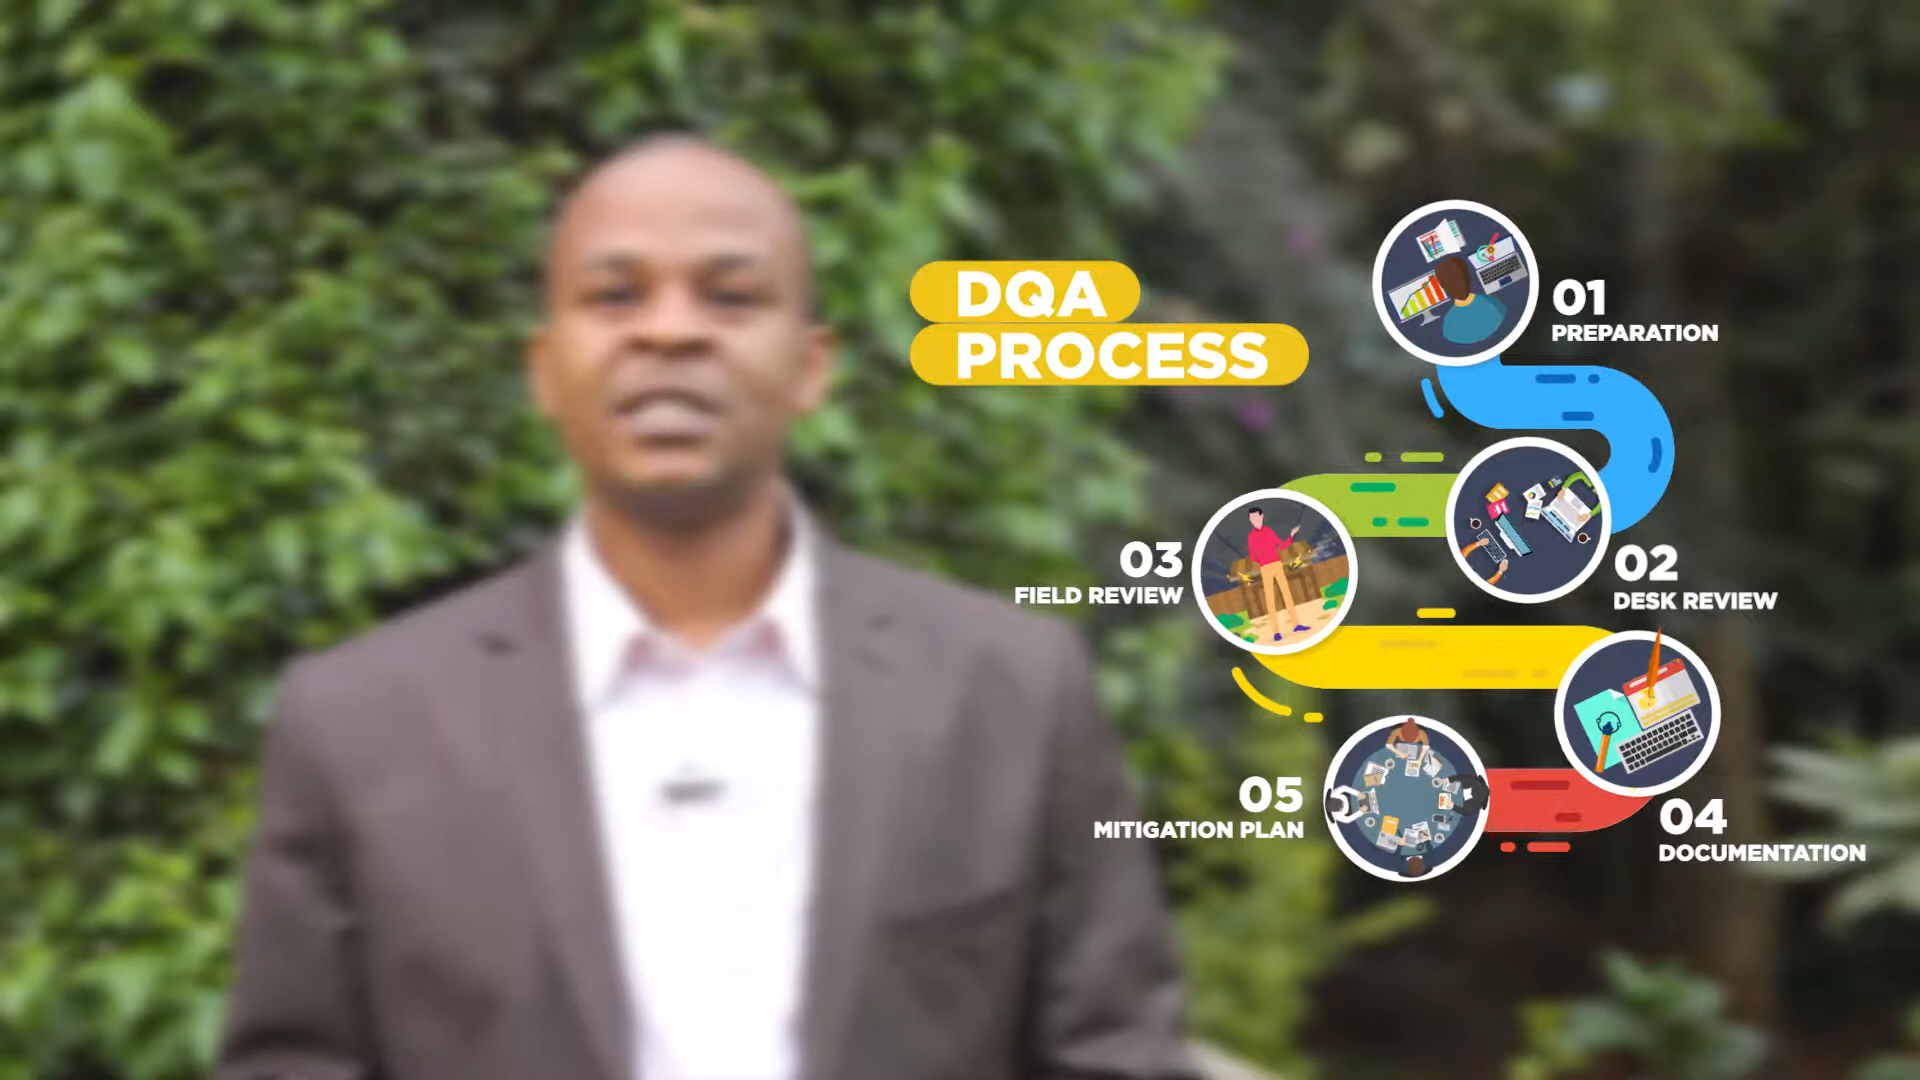 DQA
PROCESS
01
PREPARATION
02
DESK REVIEW
03
FIELD REVIEW
04
DOCUMENTATION
05
MITIGATION PLAN